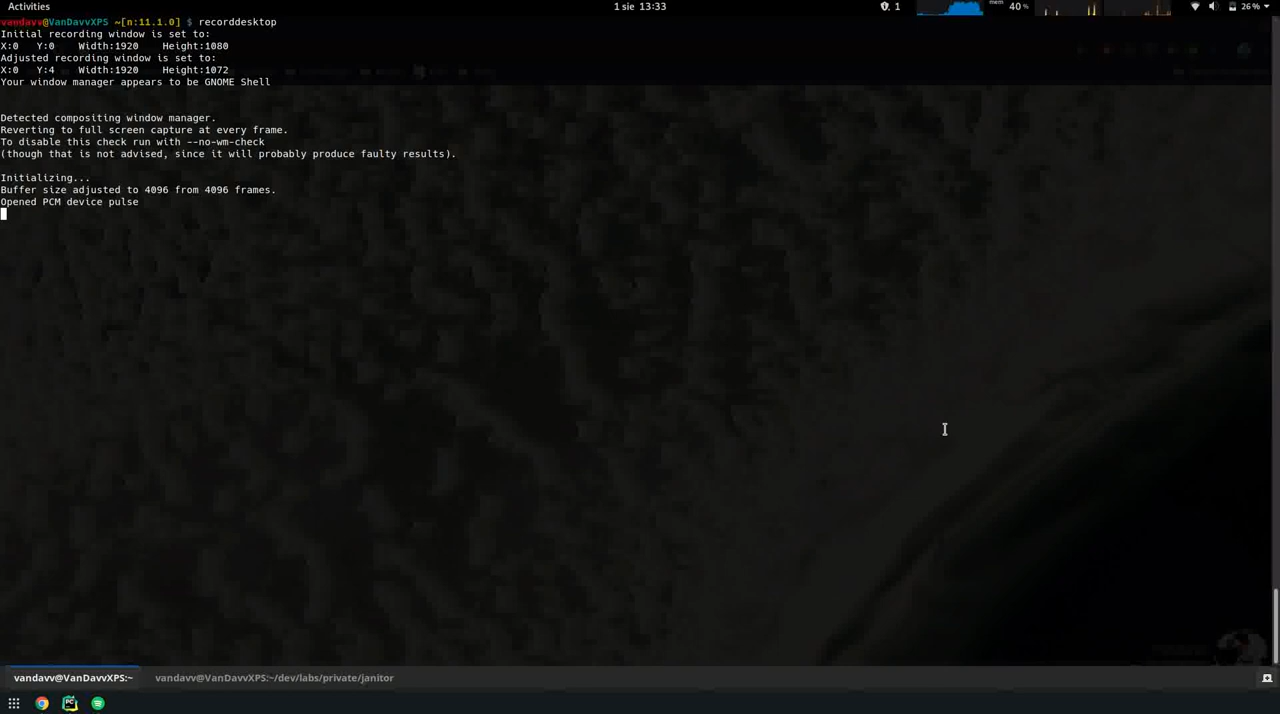 Activities
1 sie 13:33
1
mem
40 %
26 %
vandavv@VanDavvXPS ~[n:11.1.0] $ recorddesktop
Initial recording window is set to:
X:0   Y:0    Width:1920    Height:1080
Adjusted recording window is set to:
X:0   Y:4    Width:1920    Height:1072
Your window manager appears to be GNOME Shell
Detected compositing window manager.
Reverting to full screen capture at every frame.
To disable this check run with --no-wm-check
(though that is not advised, since it will probably produce faulty results).
Initializing...
Buffer size adjusted to 4096 from 4096 frames.
Opened PCM device pulse
vandavv@VanDavvXPS:~
vandavv@VanDavvXPS:~/dev/labs/private/janitor
PC